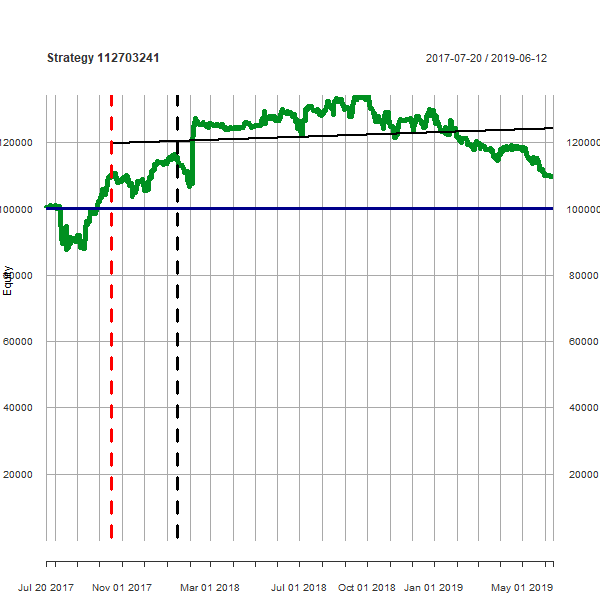 Strategy 112703241 2017-07-20 / 2019-06-12
120000 120000
100000 100000
Equity
80000 80000
60000 60000
40000 40000
20000 20000
Jul 20 2017 Nov 01 2017 Mar 01 2018 Jul 01 2018 Oct 01 2018 Jan 01 2019 May 01 2019